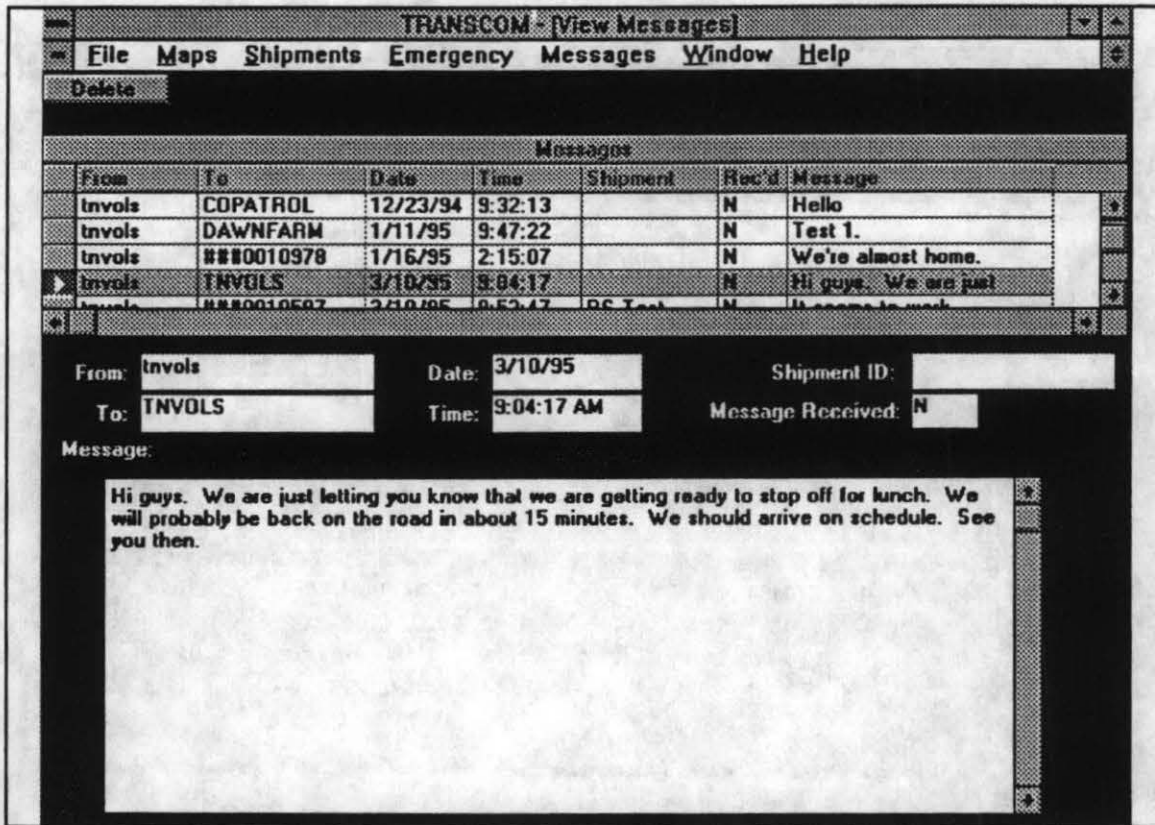 TRANSCOM - [View Messages]
File Maps Shipments Emergency Messages Window Help
Delete
Messages
From To Date Time Shipment Rec'd Message
tnvols COPATROL 12/23/94 9:32:13 N Hello
tnvols DAWNFARM 1/11/95 9:47:22 N Test 1.
tnvols ###0010978 1/16/95 2:15:07 N We're almost home.
tnvols TNVOLS 3/10/95 9:04:17 N Hi guys. We are just
tnvols N It seems to work
From: tnvols Date: 3/10/95 Shipment ID:
To: TNVOLS Time: 9:04:17 AM Message Received: N
Message:
Hi guys. We are just letting you know that we are getting ready to stop off for lunch. We
will probably be back on the road in about 15 minutes. We should arrive on schedule. See
you then.